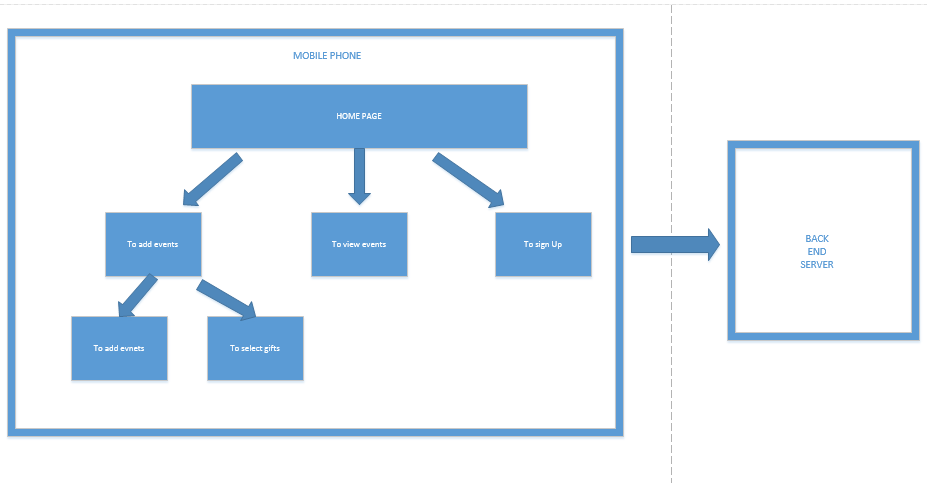 MOBILE PHONE
HOME PAGE
To add events
To view events
To sign Up
To add evnets
To select gifts
BACK
END
SERVER